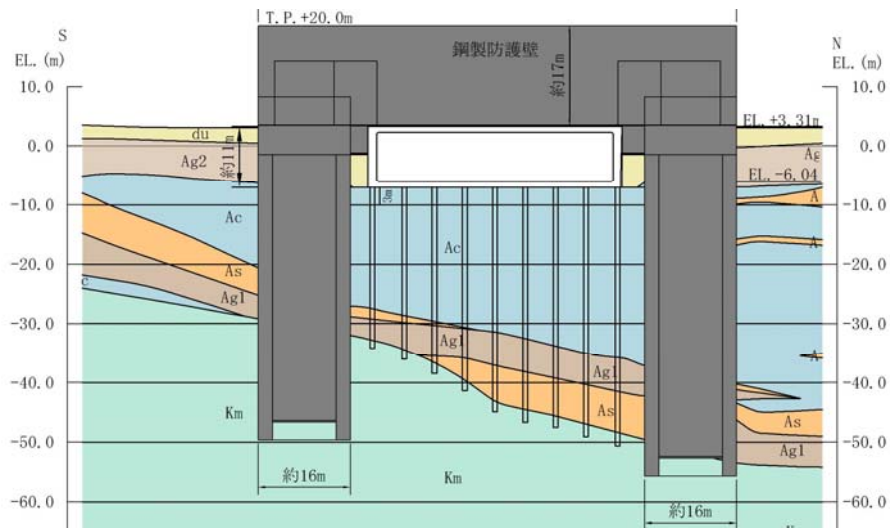 T.P.+20.0m
S
N
EL.(m)
EL.(m)
鋼製防護壁
約17m
10.0
10.0
EL.+3.31m
du
0.0
0.0
約11m
Ag2
Ag
EL.-6.04
3m
A
-10.0
-10.0
Ac
Ac
A
-20.0
-20.0
As
c
Ag1
-30.0
-30.0
Ag1
A
Ag1
-40.0
-40.0
Km
As
As
Ag1
-50.0
-50.0
約16m
Km
-60.0
-60.0
約16m